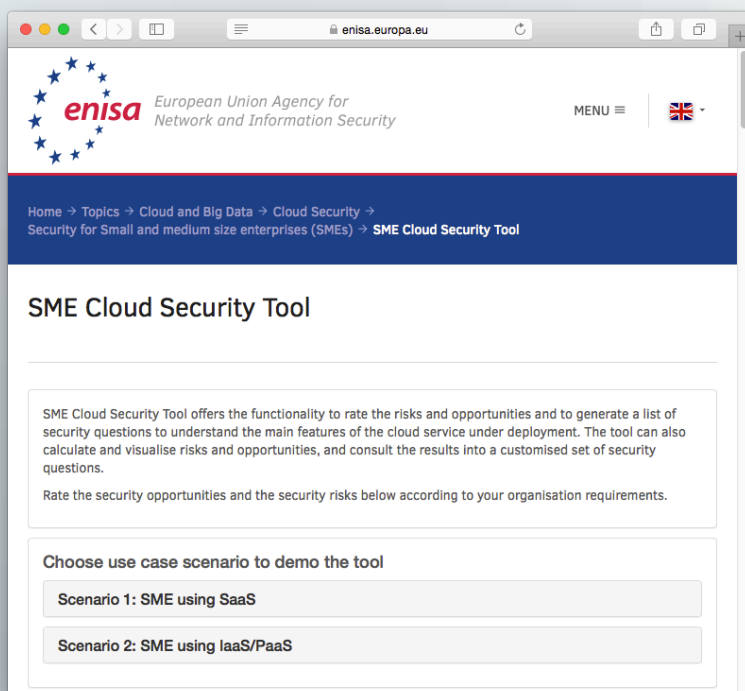 enisa.europa.eu
enisa
European Union Agency for
Network and Information Security
MENU
Home → Topics → Cloud and Big Data → Cloud Security →
Security for Small and medium size enterprises (SMEs) → SME Cloud Security Tool
SME Cloud Security Tool
SME Cloud Security Tool offers the functionality to rate the risks and opportunities and to generate a list of
security questions to understand the main features of the cloud service under deployment. The tool can also
calculate and visualise risks and opportunities, and consult the results into a customised set of security
questions.
Rate the security opportunities and the security risks below according to your organisation requirements.
Choose use case scenario to demo the tool
Scenario 1: SME using SaaS
Scenario 2: SME using IaaS/PaaS